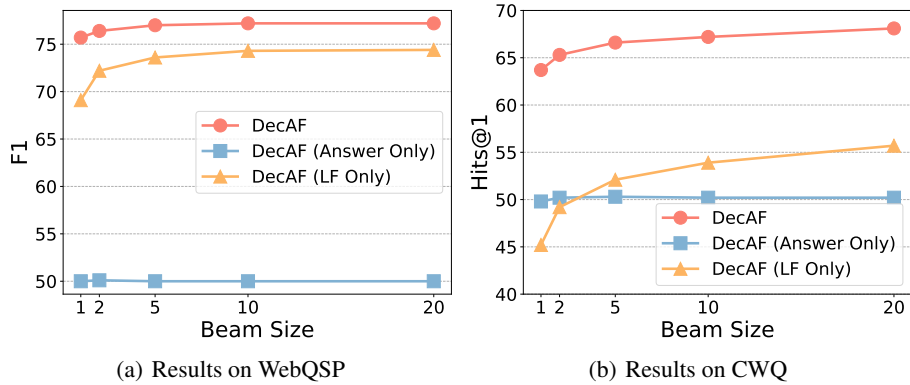 75
70
65
60
55
50
F1
DecAF
DecAF (Answer Only)
DecAF (LF Only)
1 2 5 10 20
Beam Size
(a) Results on WebQSP
70
65
60
55
50
45
40
Hits@1
DecAF
DecAF (Answer Only)
DecAF (LF Only)
1 2 5 10 20
Beam Size
(b) Results on CWQ